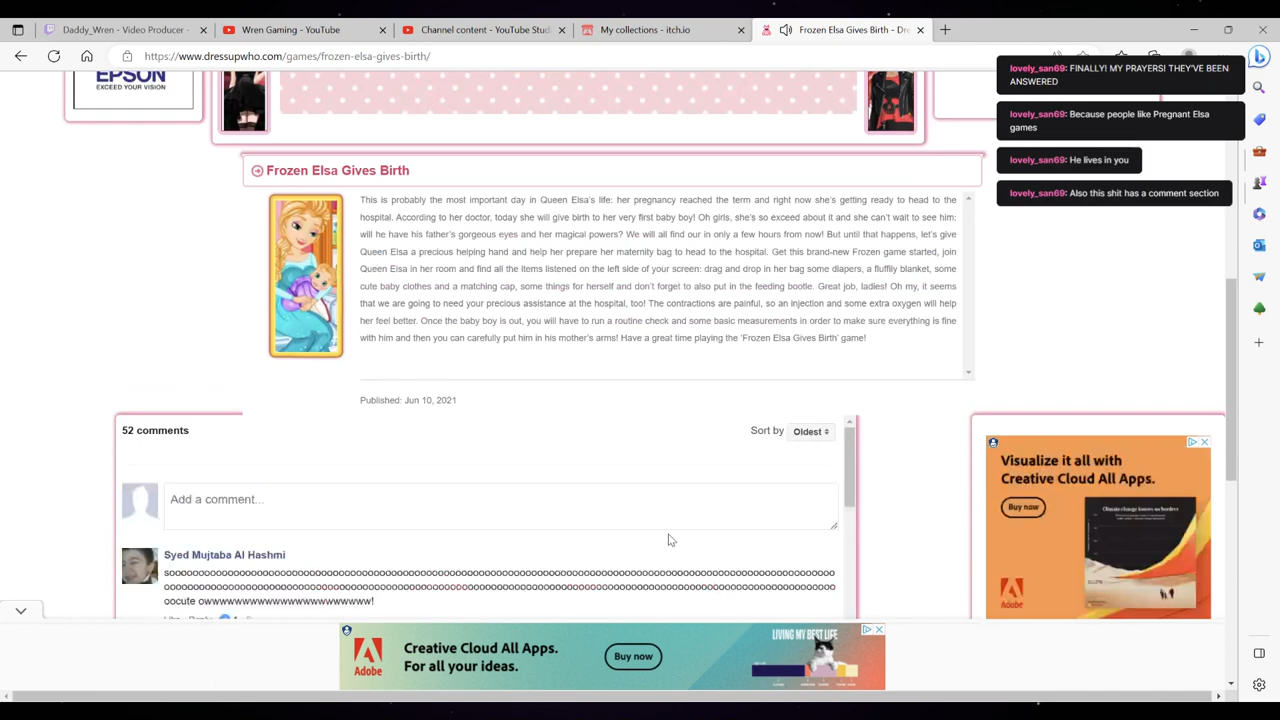 Daddy_Wren - Video Producer -
Wren Gaming - YouTube
Channel content - YouTube Stud
My collections - itch.io
Frozen Elsa Gives Birth - Dre
https://www.dressupwho.com/games/frozen-elsa-gives-birth/
lovely_san69: FINALLY! MY PRAYERS! THEY'VE BEEN
ANSWERED
lovely_san69: Because people like Pregnant Elsa
games
lovely_san69: He lives in you
lovely_san69: Also this shit has a comment section
EPSON
EXCEED YOUR VISION
Frozen Elsa Gives Birth
This is probably the most important day in Queen Elsa's life: her pregnancy reached the term and right now she's getting ready to head to the
hospital. According to her doctor, today she will give birth to her very first baby boy! Oh girls, she's so exceed about it and she can't wait to see him:
will he have his father's gorgeous eyes and her magical powers? We will all find our in only a few hours from now! But until that happens, let's give
Queen Elsa a precious helping hand and help her prepare her maternity bag to head to the hospital. Get this brand-new Frozen game started, join
Queen Elsa in her room and find all the Items listened on the left side of your screen: drag and drop in her bag some diapers, a fluffily blanket, some
cute baby clothes and a matching cap, some things for herself and don't forget to also put in the feeding bootle. Great job, ladies! Oh my, it seems
that we are going to need your precious assistance at the hospital, too! The contractions are painful, so an injection and some extra oxygen will help
her feel better. Once the baby boy is out, you will have to run a routine check and some basic measurements in order to make sure everything is fine
with him and then you can carefully put him in his mother's arms! Have a great time playing the 'Frozen Elsa Gives Birth' game!
Published: Jun 10, 2021
52 comments
Sort by Oldest
Add a comment...
Syed Mujtaba Al Hashmi
oocute owwwwwwwwwwwwwwwwwwwww!
Like Reply
Visualize it all with
Creative Cloud All Apps.
Buy now
Climate change knows no borders
Adobe
Adobe
Creative Cloud All Apps.
For all your ideas.
Buy now
LIVING MY BEST LIFE